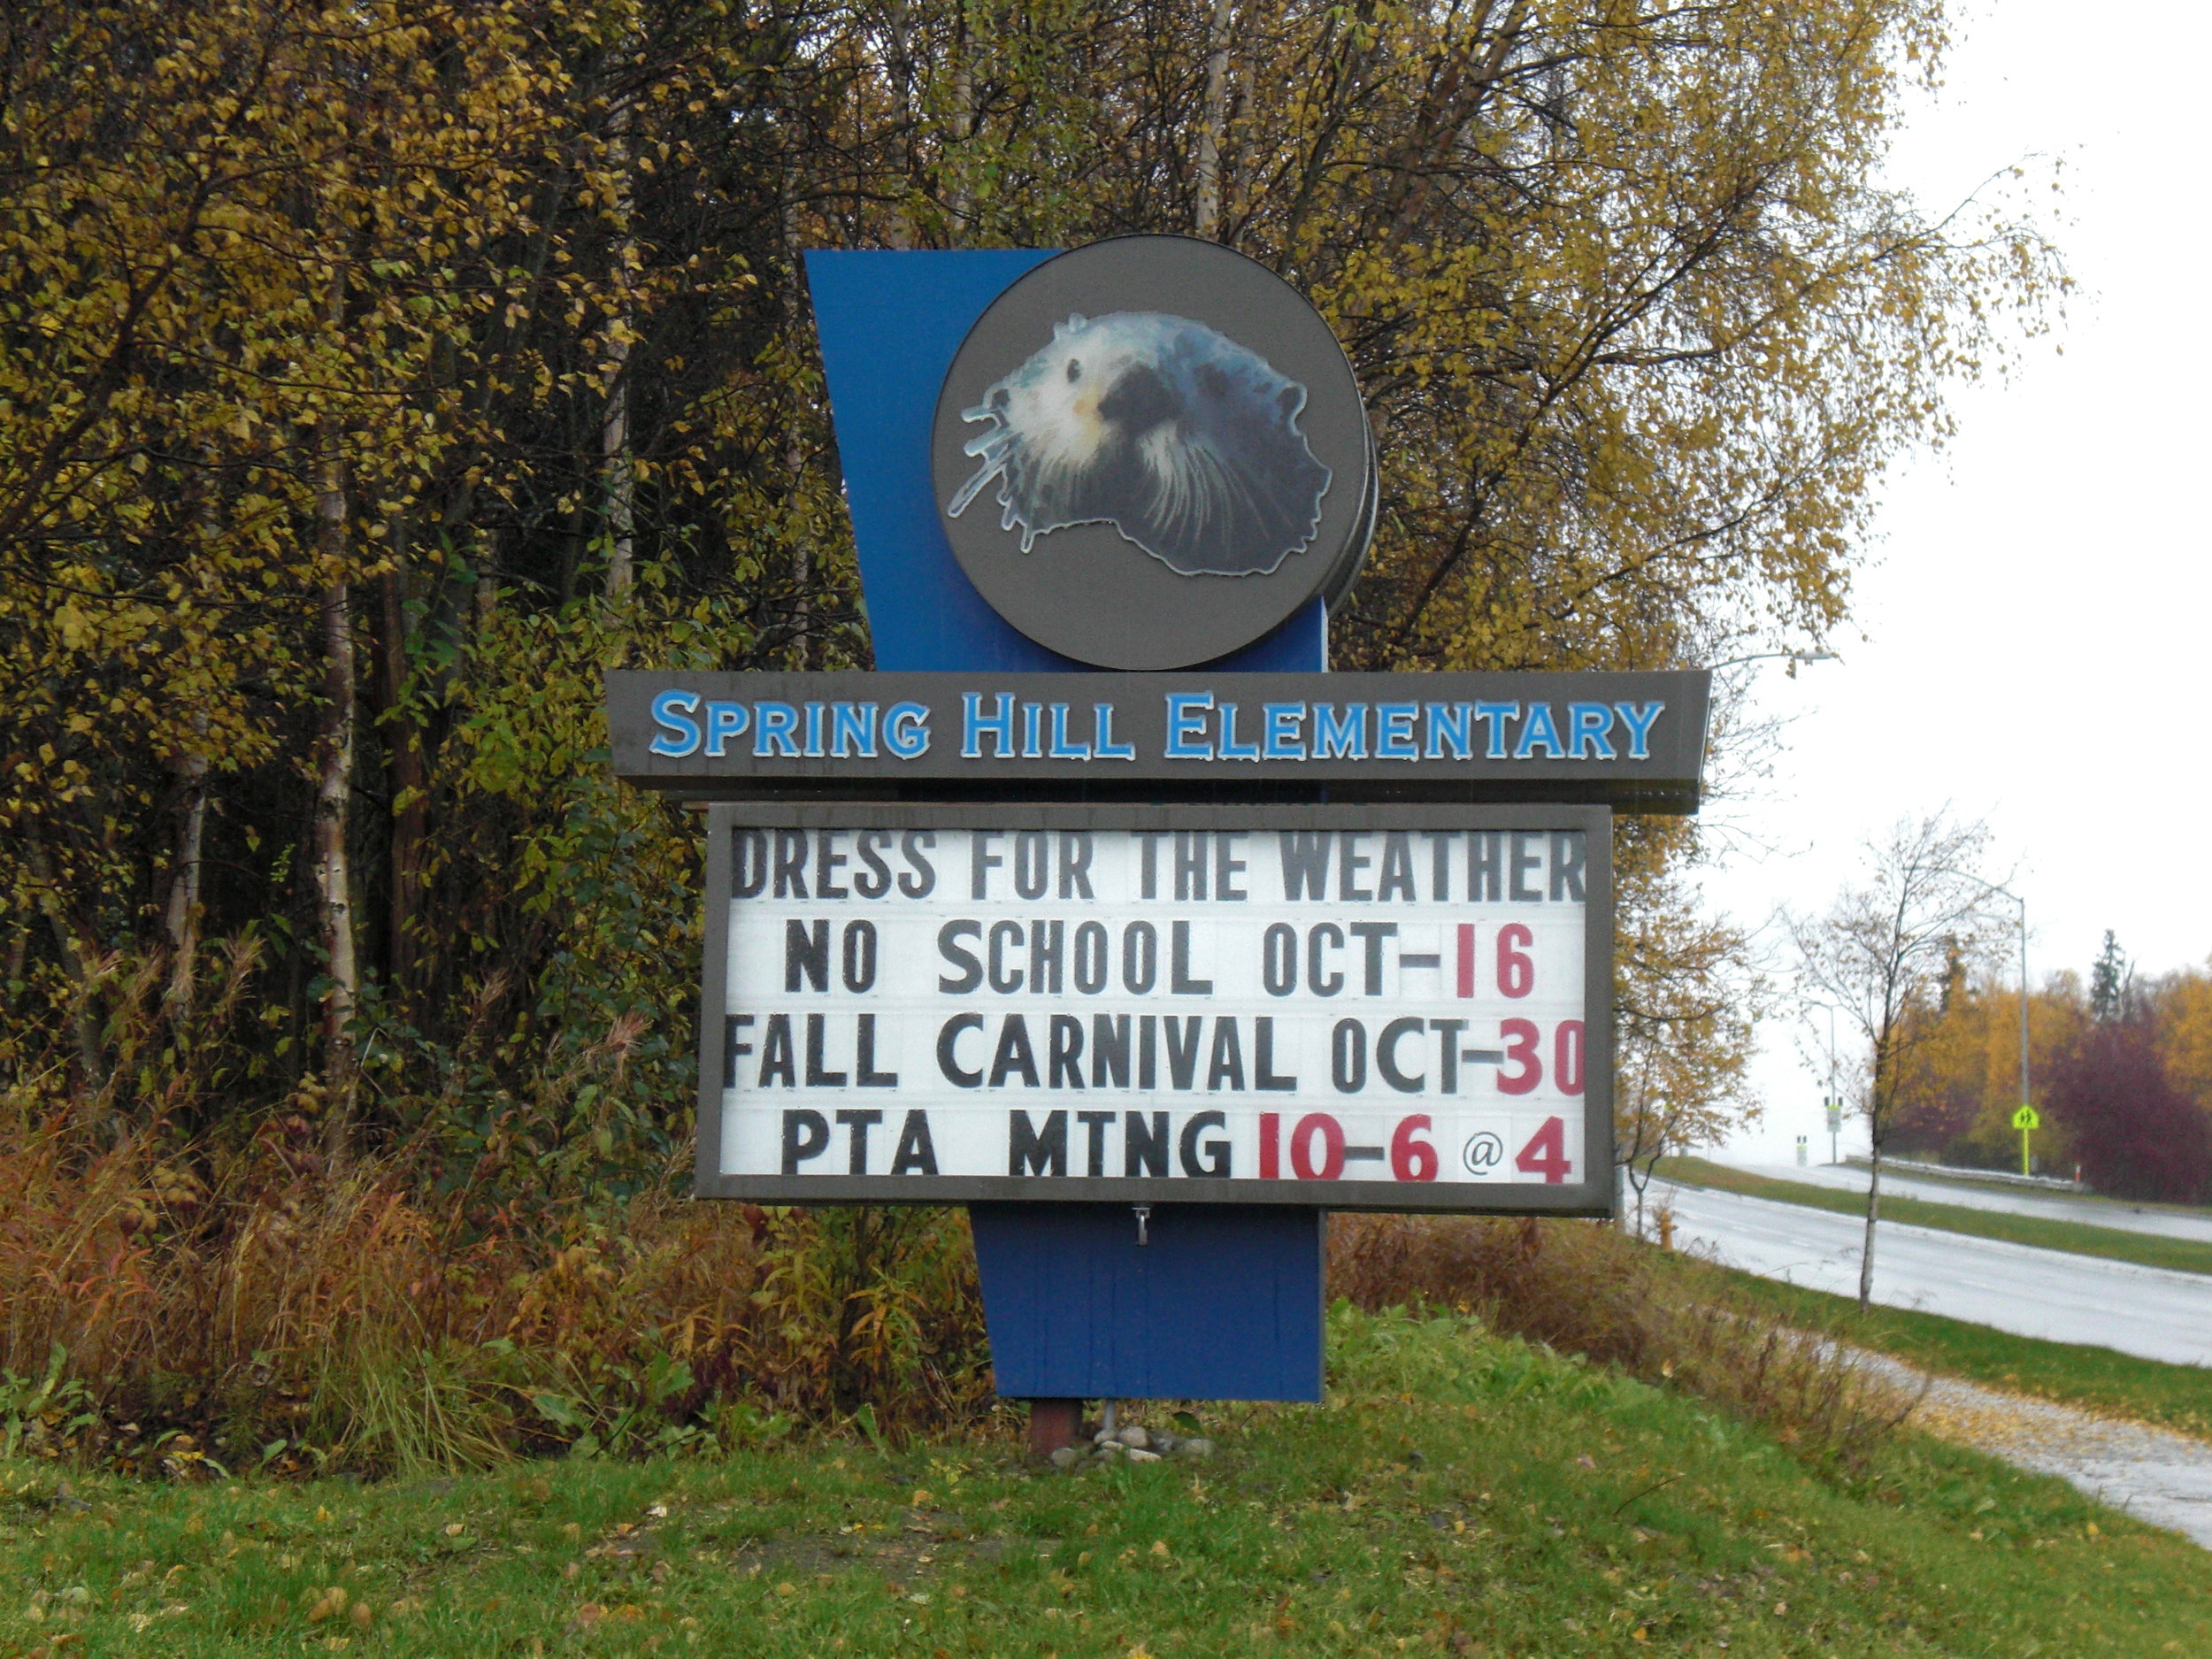 SPRING HILL ELEMENTARY
DRESS FOR THE WEATHER
NO SCHOOL OCT-16
FALL CARNIVAL OCT-30
PTA MTNG 10-6 @ 4